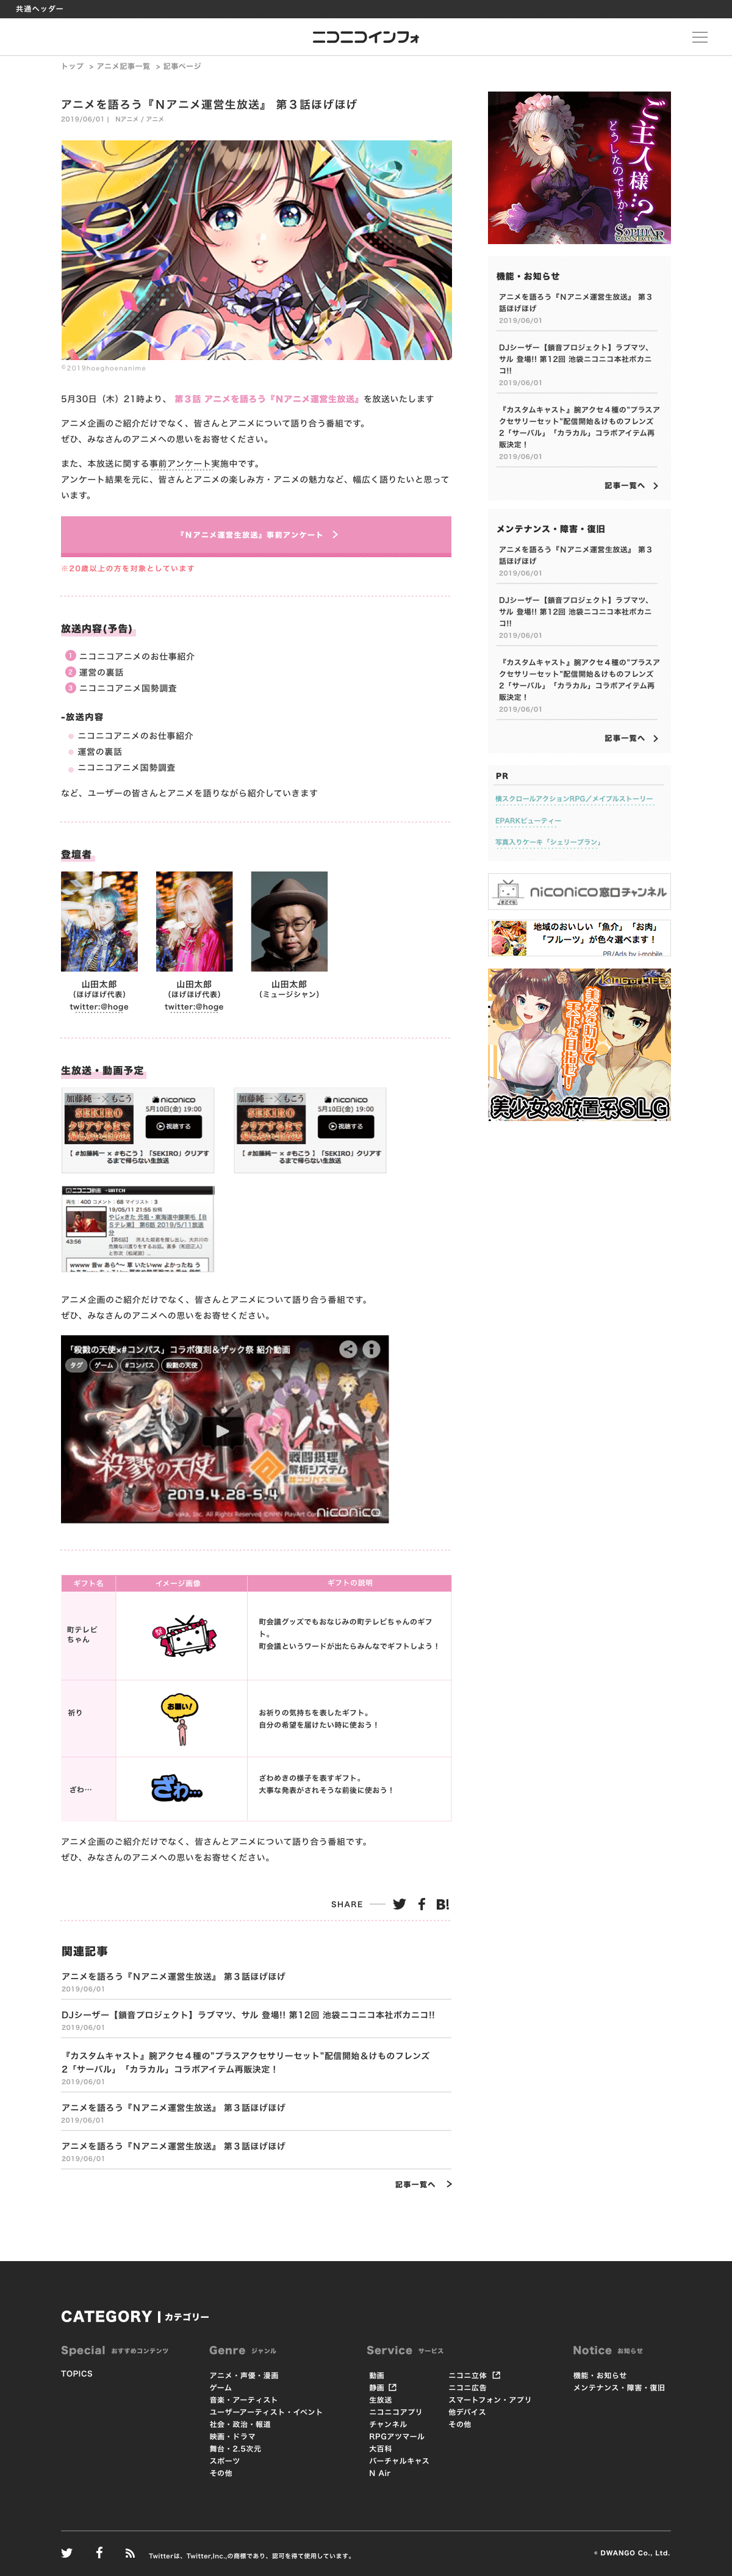 共通ヘッダー
ニコニコインフォ
トップ > アニメ記事一覧 > 記事ページ
アニメを語ろう『Ｎアニメ運営生放送』 第３話ほげほげ
2019/06/01 | Nアニメ / アニメ
©2019hoeghoenanime
5月30日（木）21時より、 第３話 アニメを語ろう『Nアニメ運営生放送』を放送いたします
アニメ企画のご紹介だけでなく、皆さんとアニメについて語り合う番組です。
ぜひ、みなさんのアニメへの思いをお寄せください。
また、本放送に関する事前アンケート実施中です。
アンケート結果を元に、皆さんとアニメの楽しみ方・アニメの魅力など、幅広く語りたいと思って
います。
『Nアニメ運営生放送』事前アンケート
※20歳以上の方を対象としています
放送内容(予告)
1 ニコニコアニメのお仕事紹介
2 運営の裏話
3 ニコニコアニメ国勢調査
-放送内容
ニコニコアニメのお仕事紹介
運営の裏話
ニコニコアニメ国勢調査
など、ユーザーの皆さんとアニメを語りながら紹介していきます
登壇者
山田太郎
（ほげほげ代表）
twitter:@hoge
山田太郎
（ほげほげ代表）
twitter:@hoge
山田太郎
（ミュージシャン）
生放送・動画予定
加藤純一×もこう
SEKIRO
クリアするまで
帰らない生放送
niconico
5月10日(金) 19:00
視聴する
【 #加藤純一 × #もこう 】「SEKIRO」クリアす
るまで帰らない生放送
加藤純一×もこう
SEKIRO
クリアするまで
帰らない生放送
niconico
5月10日(金) 19:00
視聴する
【 #加藤純一 × #もこう 】「SEKIRO」クリアす
るまで帰らない生放送
ニコニコ動画 -WATCH
再生：400 コメント：68 マイリスト：3
19/05/11 21:55 投稿
やじ×きた 元祖・東海道中膝栗毛【B
Sテレ東】 第6話 2019/5/11放送
分
43:56
アニメ企画のご紹介だけでなく、皆さんとアニメについて語り合う番組です。
ぜひ、みなさんのアニメへの思いをお寄せください。
「殺戮の天使×#コンパス」コラボ復刻＆ザック祭 紹介動画
タグ ゲーム #コンパス 殺戮の天使
殺戮の天使
戦闘摂理
解析システム
#コンパス
2019.4.28-5.4
niconico
ギフト名 イメージ画像 ギフトの説明
町テレビ
ちゃん
町会議グッズでもおなじみの町テレビちゃんのギフ
ト。
町会議というワードが出たらみんなでギフトしよう！
祈り
お願い!
お祈りの気持ちを表したギフト。
自分の希望を届けたい時に使おう！
ざわ…
ざわ…
ざわめきの様子を表すギフト。
大事な発表がされそうな前後に使おう！
アニメ企画のご紹介だけでなく、皆さんとアニメについて語り合う番組です。
ぜひ、みなさんのアニメへの思いをお寄せください。
SHARE B!
関連記事
アニメを語ろう『Ｎアニメ運営生放送』 第３話ほげほげ
2019/06/01
DJシーザー【鎖音プロジェクト】ラブマツ、サル 登場!! 第12回 池袋ニコニコ本社ボカニコ!!
2019/06/01
『カスタムキャスト』腕アクセ４種の"プラスアクセサリーセット"配信開始＆けものフレンズ
2「サーバル」「カラカル」コラボアイテム再販決定！
2019/06/01
アニメを語ろう『Ｎアニメ運営生放送』 第３話ほげほげ
2019/06/01
アニメを語ろう『Ｎアニメ運営生放送』 第３話ほげほげ
2019/06/01
記事一覧へ
ご主人様…?
どうしたのですか…
機能・お知らせ
アニメを語ろう『Ｎアニメ運営生放送』 第３
話ほげほげ
2019/06/01
DJシーザー【鎖音プロジェクト】ラブマツ、
サル 登場!! 第12回 池袋ニコニコ本社ボカニ
コ!!
2019/06/01
『カスタムキャスト』腕アクセ４種の"プラスア
クセサリーセット"配信開始＆けものフレンズ
2「サーバル」「カラカル」コラボアイテム再
販決定！
2019/06/01
記事一覧へ
メンテナンス・障害・復旧
アニメを語ろう『Ｎアニメ運営生放送』 第３
話ほげほげ
2019/06/01
DJシーザー【鎖音プロジェクト】ラブマツ、
サル 登場!! 第12回 池袋ニコニコ本社ボカニ
コ!!
2019/06/01
『カスタムキャスト』腕アクセ４種の"プラスア
クセサリーセット"配信開始＆けものフレンズ
2「サーバル」「カラカル」コラボアイテム再
販決定！
2019/06/01
記事一覧へ
PR
横スクロールアクションRPG／メイプルストーリー
EPARKビューティー
写真入りケーキ「シェリーブラン」
niconico窓口チャンネル
地域のおいしい「魚介」「お肉」
「フルーツ」が色々選べます！
PR/Ads by i-mobile
KING of LIFE
美少女×放置系SLG
CATEGORY | カテゴリー
Special おすすめコンテンツ
TOPICS
Genre ジャンル
アニメ・声優・漫画
ゲーム
音楽・アーティスト
ユーザーアーティスト・イベント
社会・政治・報道
映画・ドラマ
舞台・2.5次元
スポーツ
その他
Service サービス
動画
静画
生放送
ニコニコアプリ
チャンネル
RPGアツマール
大百科
バーチャルキャス
N Air
ニコニ立体
ニコニ広告
スマートフォン・アプリ
他デバイス
その他
Notice お知らせ
機能・お知らせ
メンテナンス・障害・復旧
Twitterは、Twitter,Inc.,の商標であり、認可を得て使用しています。
© DWANGO Co., Ltd.